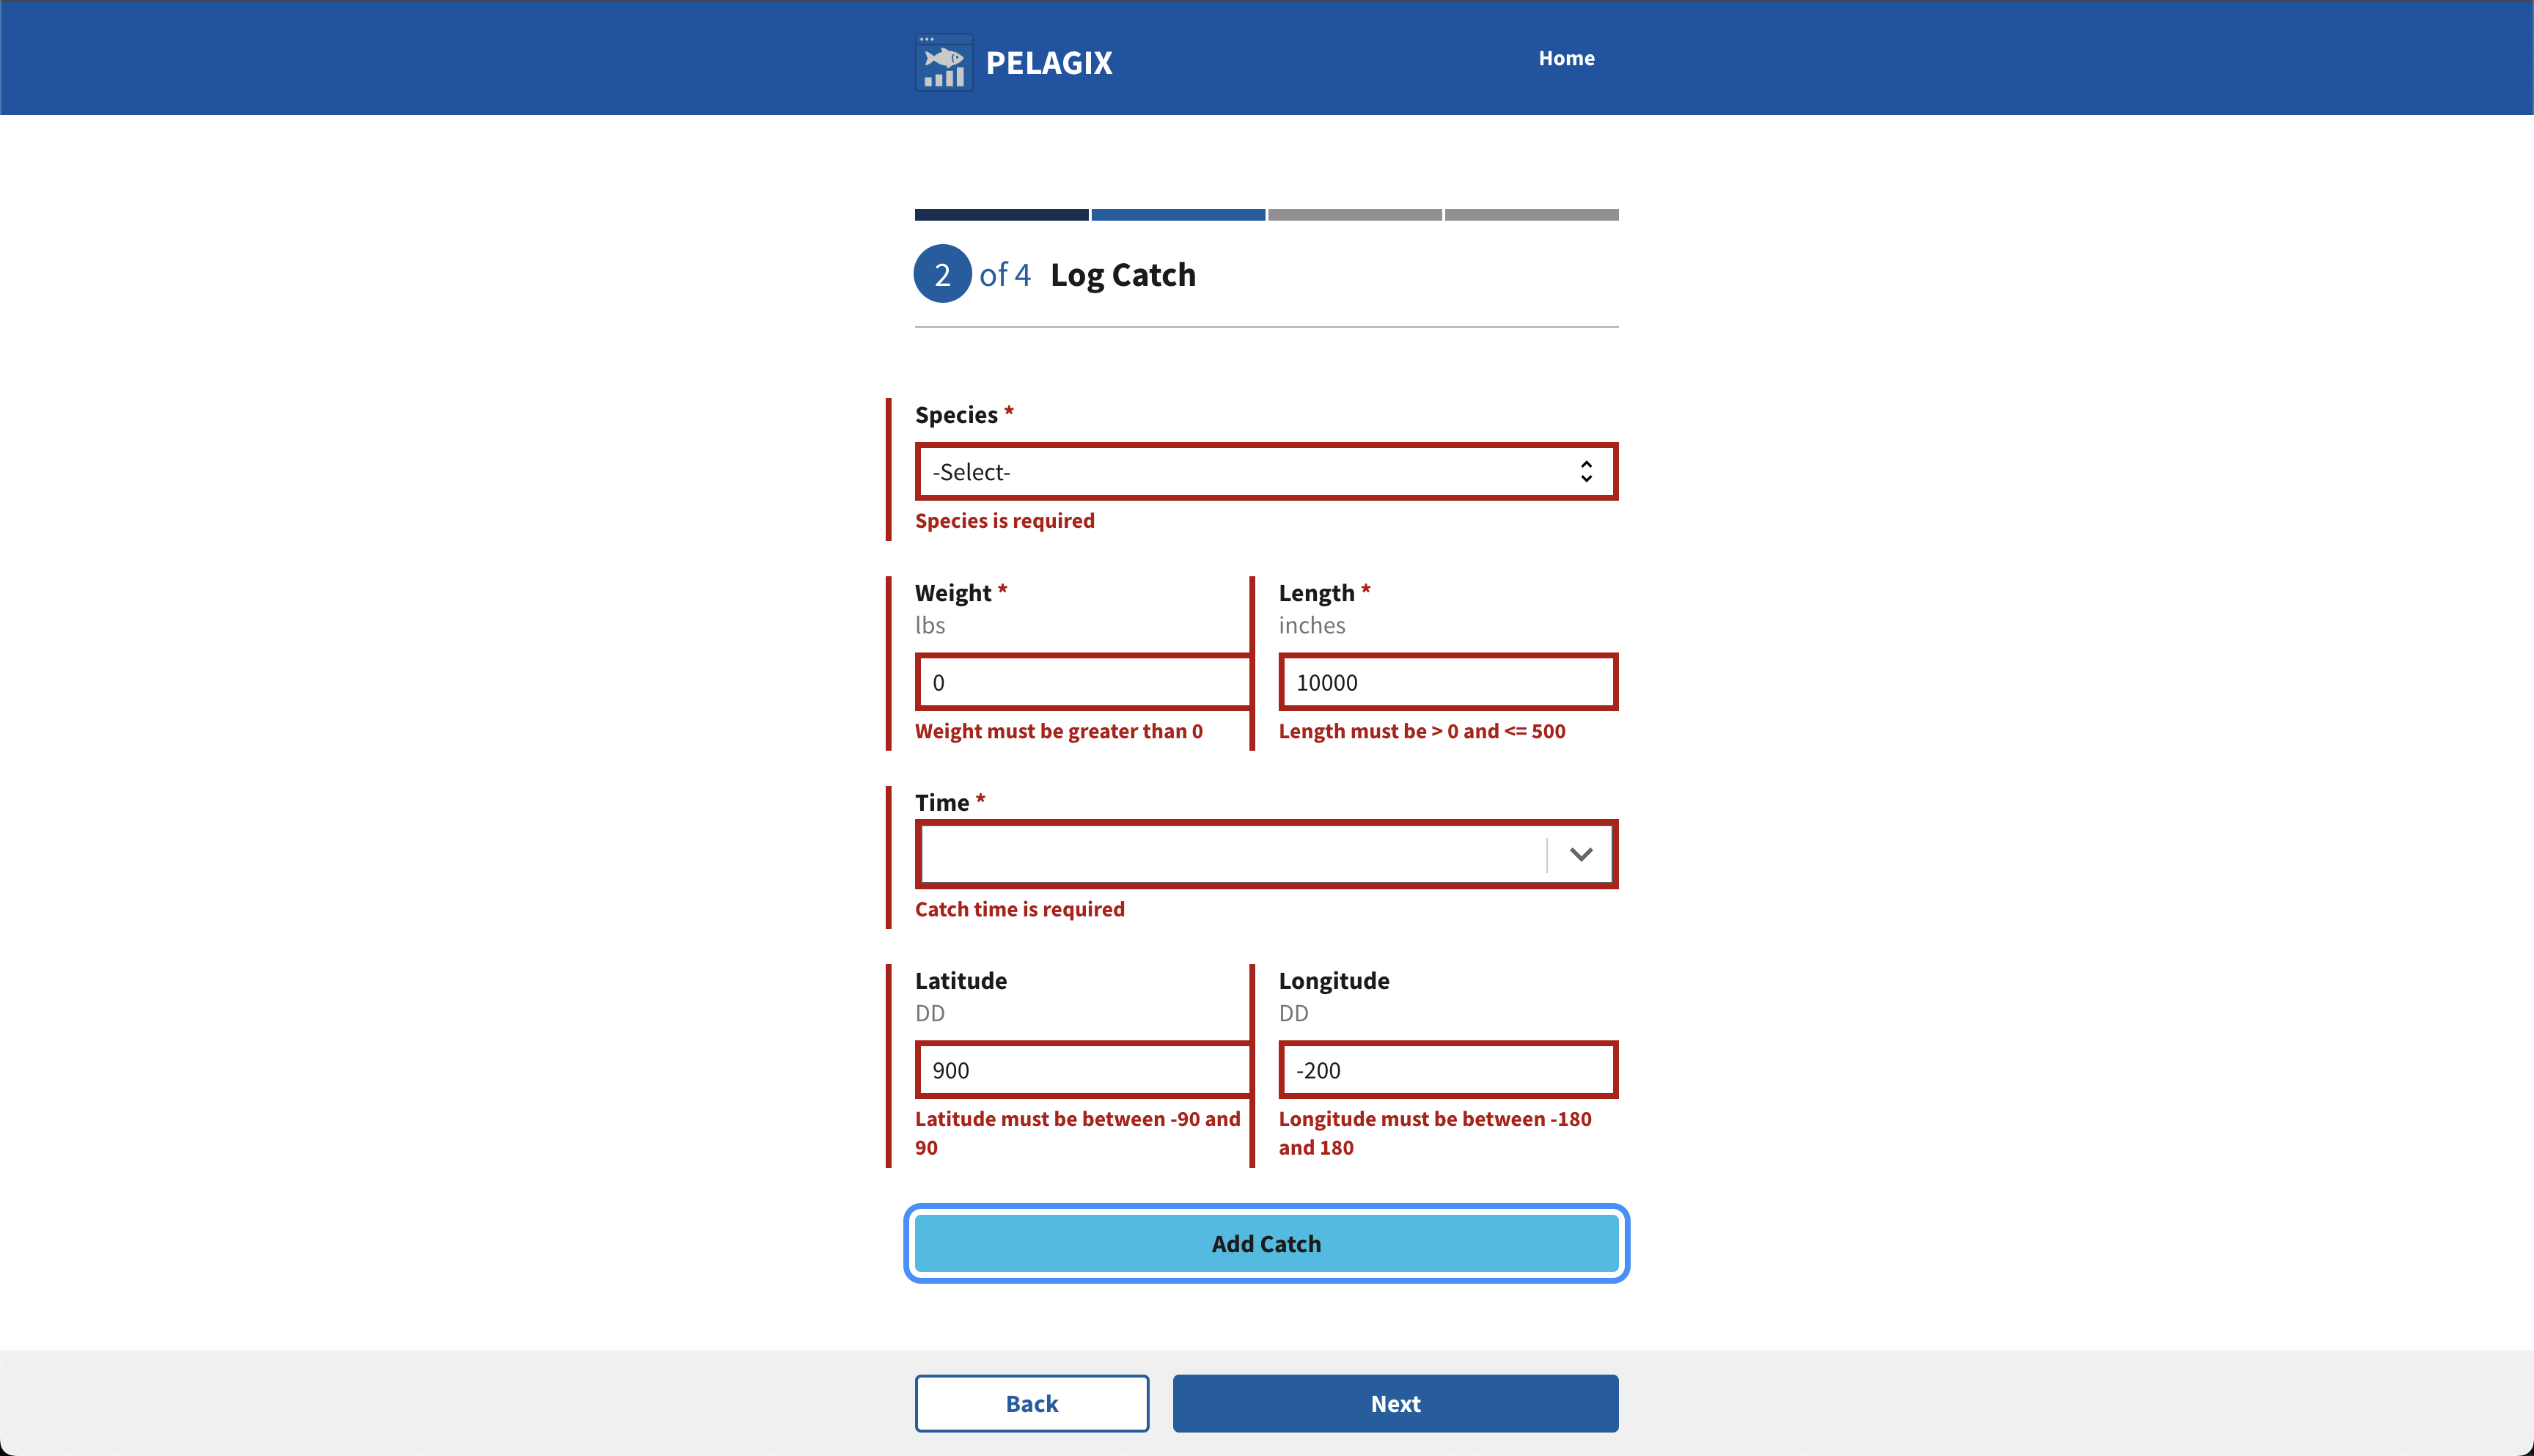 PELAGIX
Home
2 of 4 Log Catch
Species *
-Select-
Species is required
Weight *
lbs
0
Weight must be greater than 0
Length *
inches
10000
Length must be > 0 and <= 500
Time *
Catch time is required
Latitude
DD
900
Latitude must be between -90 and
90
Longitude
DD
-200
Longitude must be between -180
and 180
Add Catch
Back
Next